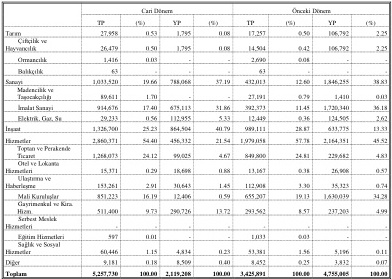 Cari Dönem Önceki Dönem
TP (%) YP (%) TP (%) YP (%)
Tarım 27,958 0.53 1,795 0.08 17,257 0.50 106,792 2.25
Çiftçilik ve
Hayvancılık 26,479 0.50 1,795 0.08 14,504 0.42 106,792 2.25
Ormancılık 1,416 0.03 - - 2,690 0.08 - -
Balıkçılık 63 63
Sanayi 1,033,520 19.66 788,068 37.19 432,013 12.60 1,846,255 38.83
Madencilik ve
Taşocakçılığı 89,611 1.70 - - 27,191 0.79 1,410 0.03
İmalat Sanayi 914,676 17.40 675,113 31.86 392,373 11.45 1,720,340 36.18
Elektrik, Gaz, Su 29,233 0.56 112,955 5.33 12,449 0.36 124,505 2.62
İnşaat 1,326,700 25.23 864,504 40.79 989,111 28.87 633,775 13.33
Hizmetler 2,860,371 54.40 456,332 21.54 1,979,058 57.78 2,164,351 45.52
Toptan ve Perakende
Ticaret 1,268,073 24.12 99,025 4.67 849,800 24.81 229,682 4.83
Otel ve Lokanta
Hizmetleri 15,371 0.29 18,698 0.88 13,167 0.38 26,908 0.57
Ulaştırma ve
Haberleşme 153,261 2.91 30,643 1.45 112,908 3.30 35,323 0.74
Mali Kuruluşlar 851,223 16.19 12,406 0.59 655,207 19.13 1,630,039 34.28
Gayrimenkul ve Kira.
Hizm. 511,400 9.73 290,726 13.72 293,562 8.57 237,203 4.99
Serbest Meslek
Hizmetleri - - - - - - - -
Eğitim Hizmetleri 597 0.01 - - 1,033 0.03 - -
Sağlık ve Sosyal
Hizmetler 60,446 1.15 4,834 0.23 53,381 1.56 5,196 0.11
Diğer 9,181 0.18 8,509 0.40 8,452 0.25 3,832 0.07
Toplam 5,257,730 100.00 2,119,208 100.00 3,425,891 100.00 4,755,005 100.00